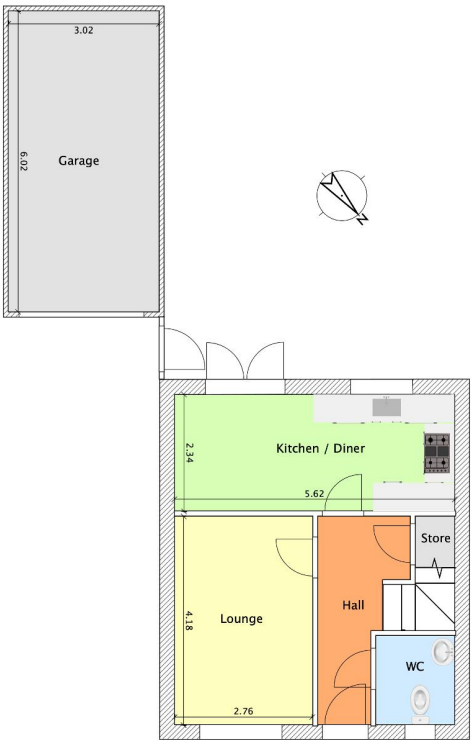 3.02
Garage
6.02
N
Kitchen / Diner
2.34
5.62
Store
Hall
Lounge
4.18
WC
2.76